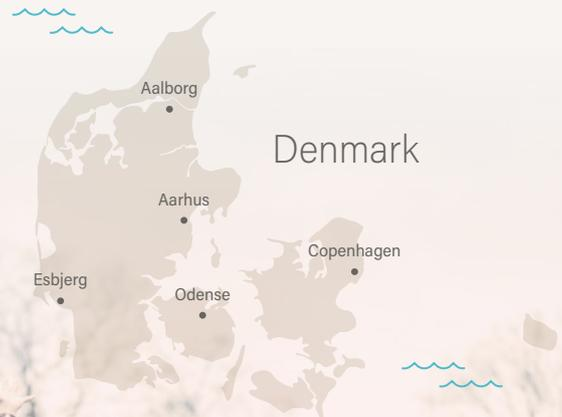 Aalborg
Denmark
Aarhus
Copenhagen
Esbjerg
Odense